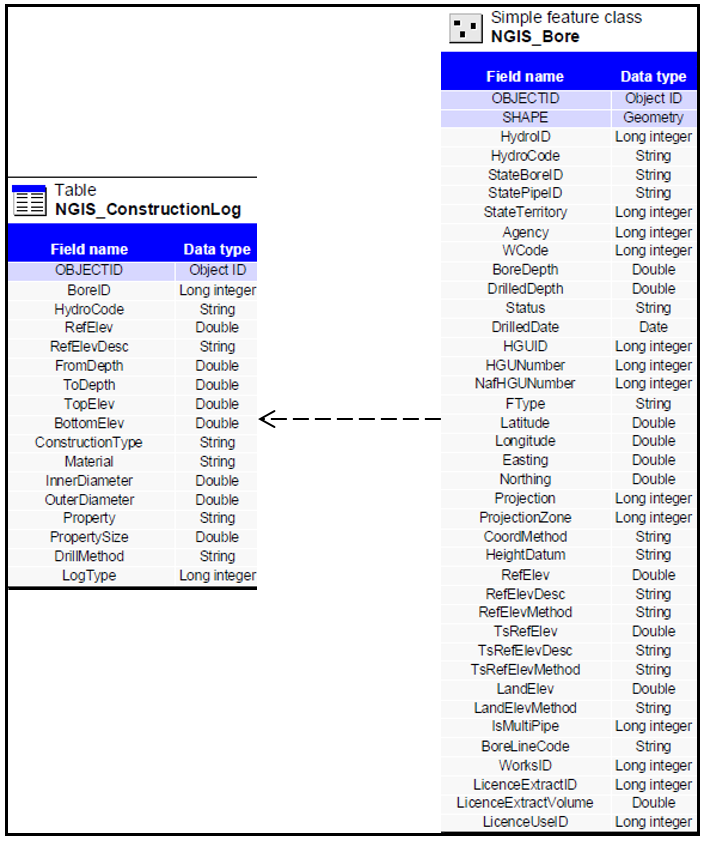 Simple feature class
NGIS_Bore
Field name Data type
OBJECTID Object ID
SHAPE Geometry
HydroID Long integer
HydroCode String
StateBoreID String
StatePipeID String
StateTerritory Long integer
Agency Long integer
WCode Long integer
BoreDepth Double
DrilledDepth Double
Status String
DrilledDate Date
HGUID Long integer
HGUNumber Long integer
NafHGUNumber Long integer
FType String
Latitude Double
Longitude Double
Easting Double
Northing Double
Projection Long integer
ProjectionZone Long integer
CoordMethod String
HeightDatum String
RefElev Double
RefElevDesc String
RefElevMethod String
TsRefElev Double
TsRefElevDesc String
TsRefElevMethod String
LandElev Double
LandElevMethod String
IsMultiPipe Long integer
BoreLineCode String
WorksID Long integer
LicenceExtractID Long integer
LicenceExtractVolume Double
LicenceUseID Long integer
Table
NGIS_ConstructionLog
Field name Data type
OBJECTID Object ID
BoreID Long integer
HydroCode String
RefElev Double
RefElevDesc String
FromDepth Double
ToDepth Double
TopElev Double
BottomElev Double
ConstructionType String
Material String
InnerDiameter Double
OuterDiameter Double
Property String
PropertySize Double
DrillMethod String
LogType Long integer